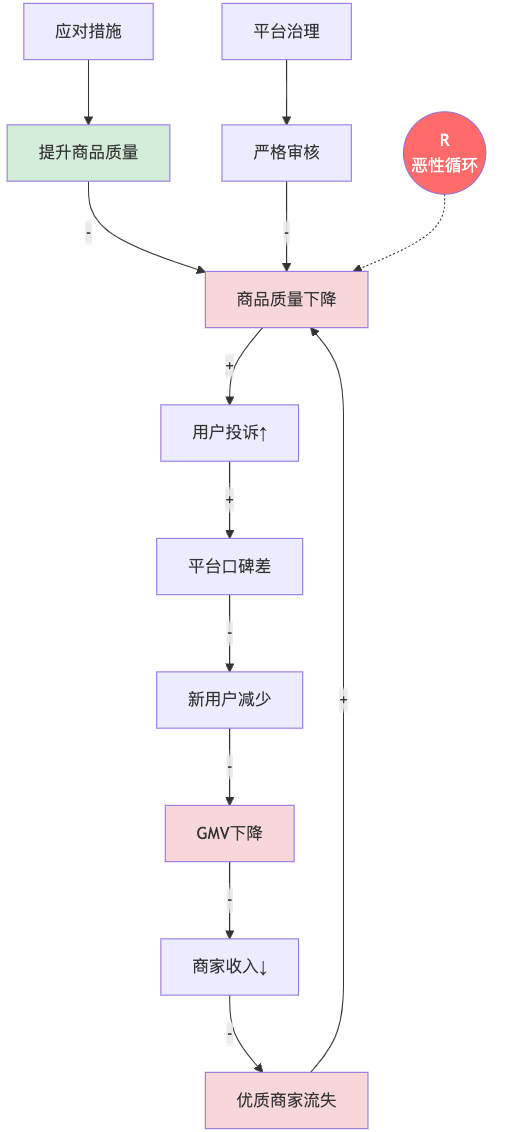 应对措施
平台治理
提升商品质量
严格审核
R
恶性循环
-
-
商品质量下降
+
用户投诉↑
+
平台口碑差
-
新用户减少
+
-
GMV下降
-
商家收入↓
-
优质商家流失